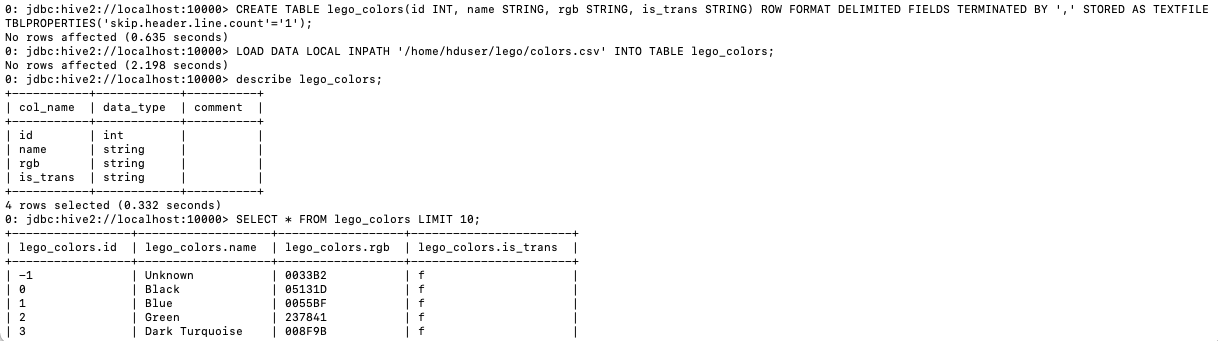 0: jdbc:hive2://localhost:10000> CREATE TABLE lego_colors(id INT, name STRING, rgb STRING, is_trans STRING) ROW FORMAT DELIMITED FIELDS TERMINATED BY ',' STORED AS TEXTFILE
TBLPROPERTIES('skip.header.line.count'='1');
No rows affected (0.635 seconds)
0: jdbc:hive2://localhost:10000> LOAD DATA LOCAL INPATH '/home/hduser/lego/colors.csv' INTO TABLE lego_colors;
No rows affected (2.198 seconds)
0: jdbc:hive2://localhost:10000> describe lego_colors;
+-----------+------------+----------+
| col_name  | data_type  | comment  |
+-----------+------------+----------+
| id        | int        |          |
| name      | string     |          |
| rgb       | string     |          |
| is_trans  | string     |          |
+-----------+------------+----------+
4 rows selected (0.332 seconds)
0: jdbc:hive2://localhost:10000> SELECT * FROM lego_colors LIMIT 10;
+-----------------+-------------------+------------------+-----------------------+
| lego_colors.id  | lego_colors.name  | lego_colors.rgb  | lego_colors.is_trans  |
+-----------------+-------------------+------------------+-----------------------+
| -1              | Unknown           | 0033B2           | f                     |
| 0               | Black             | 05131D           | f                     |
| 1               | Blue              | 0055BF           | f                     |
| 2               | Green             | 237841           | f                     |
| 3               | Dark Turquoise    | 008F9B           | f                     |